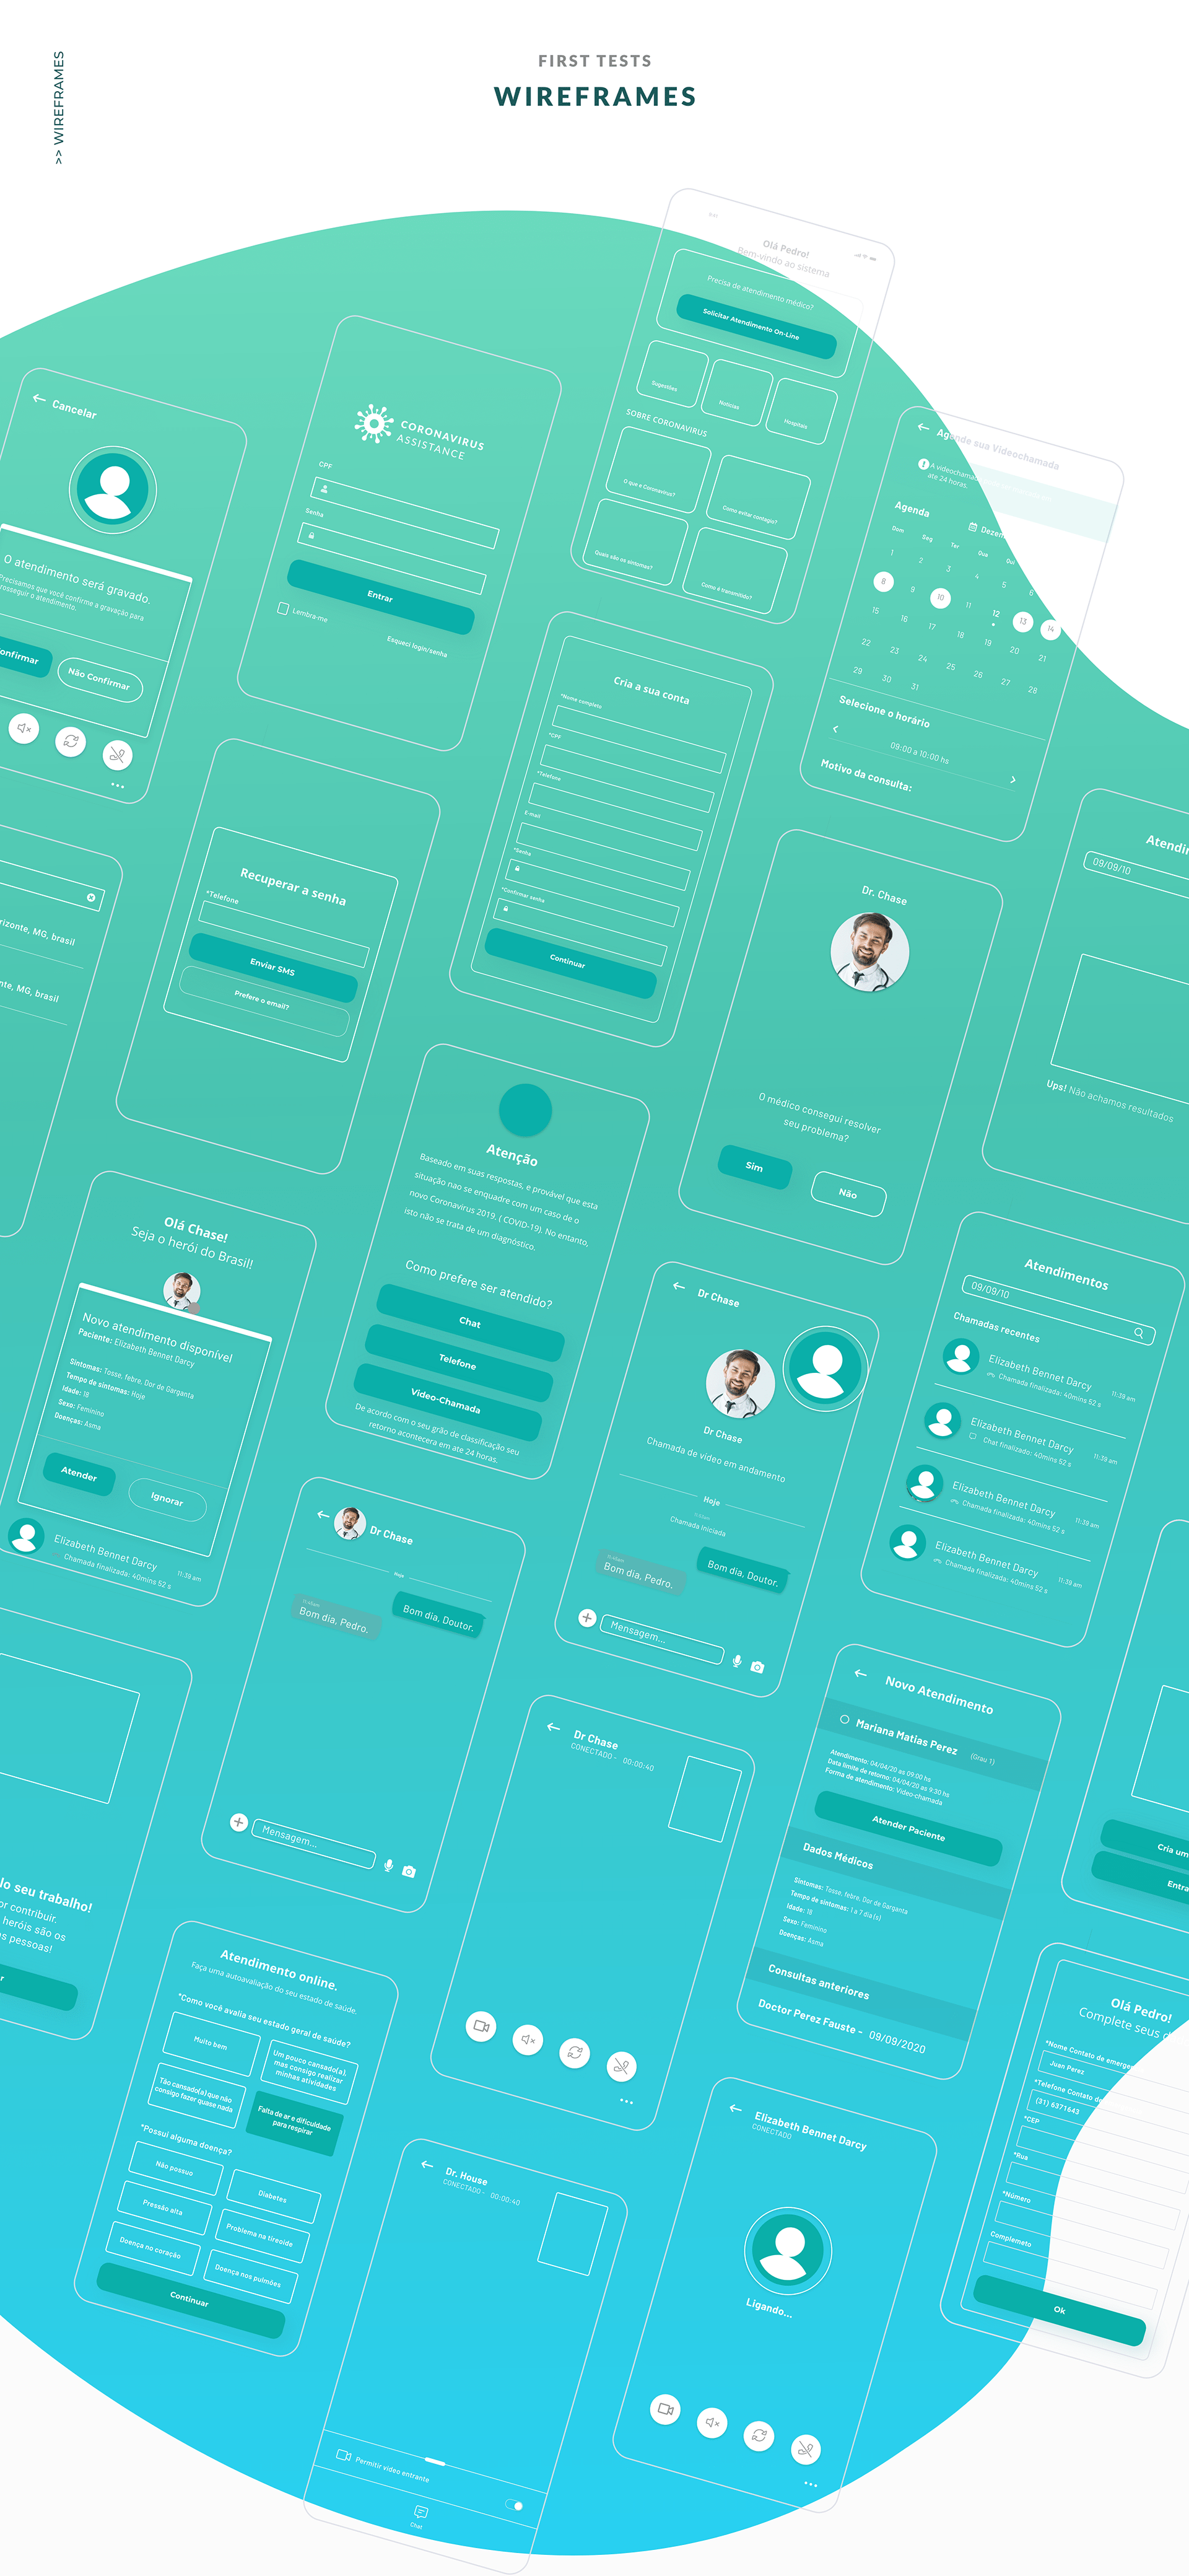 >> WIREFRAMES
FIRST TESTS
WIREFRAMES
9:41
Olá Pedro!
Bem-vindo ao sistema
Precisa de atendimento médico?
Solicitar Atendimento On-Line
Sugestões
Notícias
Hospitais
SOBRE CORONAVIRUS
O que e Coronavirus?
Como evitar contagio?
Quais são os sintomas?
Como é transmitido?
CORONAVIRUS
ASSISTANCE
CPF
Senha
Entrar
Lembra-me
Esqueci login/senha
Cancelar
O atendimento será gravado.
Precisamos que você confirme a gravação para
rosseguir o atendimento.
onfirmar
Não Confirmar
Agende sua Videochamada
A videochamad
ate 24 horas.
Agenda
Dezem
Dom Seg Ter Qua Qui
1 2 3 4 5 6
8 9 10 11 12 13 14
15 16 17 18 19 20 21
22 23 24 25 26 27 28
29 30 31
Selecione o horário
09:00 a 10:00 hs
Motivo da consulta:
Cria a sua conta
*Nome completo
*CPF
*Telefone
E-mail
*Senha
*Confirmar senha
Continuar
rizonte, MG, brasil
nte, MG, brasil
Recuperar a senha
*Telefone
Enviar SMS
Prefere o email?
Dr. Chase
O médico consegui resolver
seu problema?
Sim
Não
Atendim
09/09/10
Ups! Não achamos resultados
Atenção
Baseado em suas respostas, e provável que esta
situação nao se enquadre com um caso de o
novo Coronavirus 2019. ( COVID-19). No entanto,
isto não se trata de um diagnóstico.
Como prefere ser atendido?
Chat
Telefone
Video-Chamada
De acordo com o seu grão de classificação seu
retorno acontecera em ate 24 horas.
Olá Chase!
Seja o herói do Brasil!
Novo atendimento disponível
Paciente: Elizabeth Bennet Darcy
Sintomas: Tosse, febre, Dor de Garganta
Tempo de sintomas: Hoje
Idade: 18
Sexo: Feminino
Doenças: Asma
Atender
Ignorar
Elizabeth Bennet Darcy
Chamada finalizada: 40mins 52 s
11:39 am
Dr Chase
Dr Chase
Chamada de vídeo em andamento
Hoje
Chamada Iniciada
Bom dia, Pedro.
Bom dia, Doutor.
Mensagem...
Atendimentos
09/09/10
Chamadas recentes
Elizabeth Bennet Darcy
Chamada finalizada: 40mins 52 s
11:39 am
Elizabeth Bennet Darcy
Chat finalizado: 40mins 52 s
11:39 am
Elizabeth Bennet Darcy
Chamada finalizada: 40mins 52 s
11:39 am
Elizabeth Bennet Darcy
Chamada finalizada: 40mins 52 s
11:39 am
Dr Chase
Hoje
Bom dia, Pedro.
Bom dia, Doutor.
Mensagem...
Dr Chase
CONECTADO - 00:00:40
Novo Atendimento
Mariana Matias Perez (Grau 1)
Atendimento: 04/04/20 as 09:00 hs
Data limite de retorno: 04/04/20 as 9:30 hs
Forma de atendimento: Video-chamada
Atender Paciente
Dados Médicos
Sintomas: Tosse, febre, Dor de Garganta
Tempo de sintomas: 1 a 7 dia (s)
Idade: 18
Sexo: Feminino
Doenças: Asma
Consultas anteriores
Doctor Perez Fauste - 09/09/2020
Cria um
Entra
lo seu trabalho!
or contribuir.
heróis são os
s pessoas!
r
Atendimento online.
Faça uma autoavaliação do seu estado de saúde.
*Como você avalia seu estado geral de saúde?
Muito bem
Um pouco cansado(a),
mas consigo realizar
minhas atividades
Tão cansado(a) que não
consigo fazer quase nada
Falta de ar e dificuldade
para respirar
*Possui alguma doença?
Não possuo
Diabetes
Pressão alta
Problema na tireoide
Doença no coração
Doença nos pulmões
Continuar
Olá Pedro!
Complete seus d
*Nome Contato de emerge
Juan Perez
*Telefone Contato de
(31) 6371643
*CEP
*Rua
*Número
Complemeto
Ok
Dr. House
CONECTADO - 00:00:40
Permitir vídeo entrante
Chat
Elizabeth Bennet Darcy
CONECTADO
Ligando...